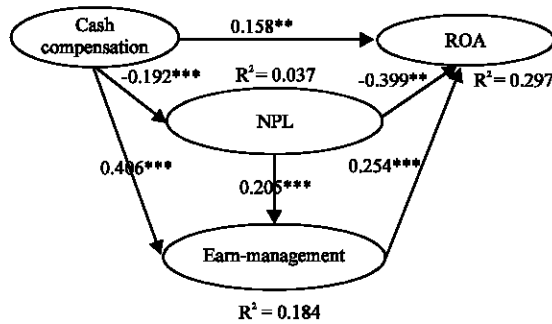 Cash
compensation
0.158**
ROA
-0.192***
R² = 0.037
-0.399**
R² = 0.297
NPL
0.406***
0.205***
0.254***
Earn-management
R² = 0.184